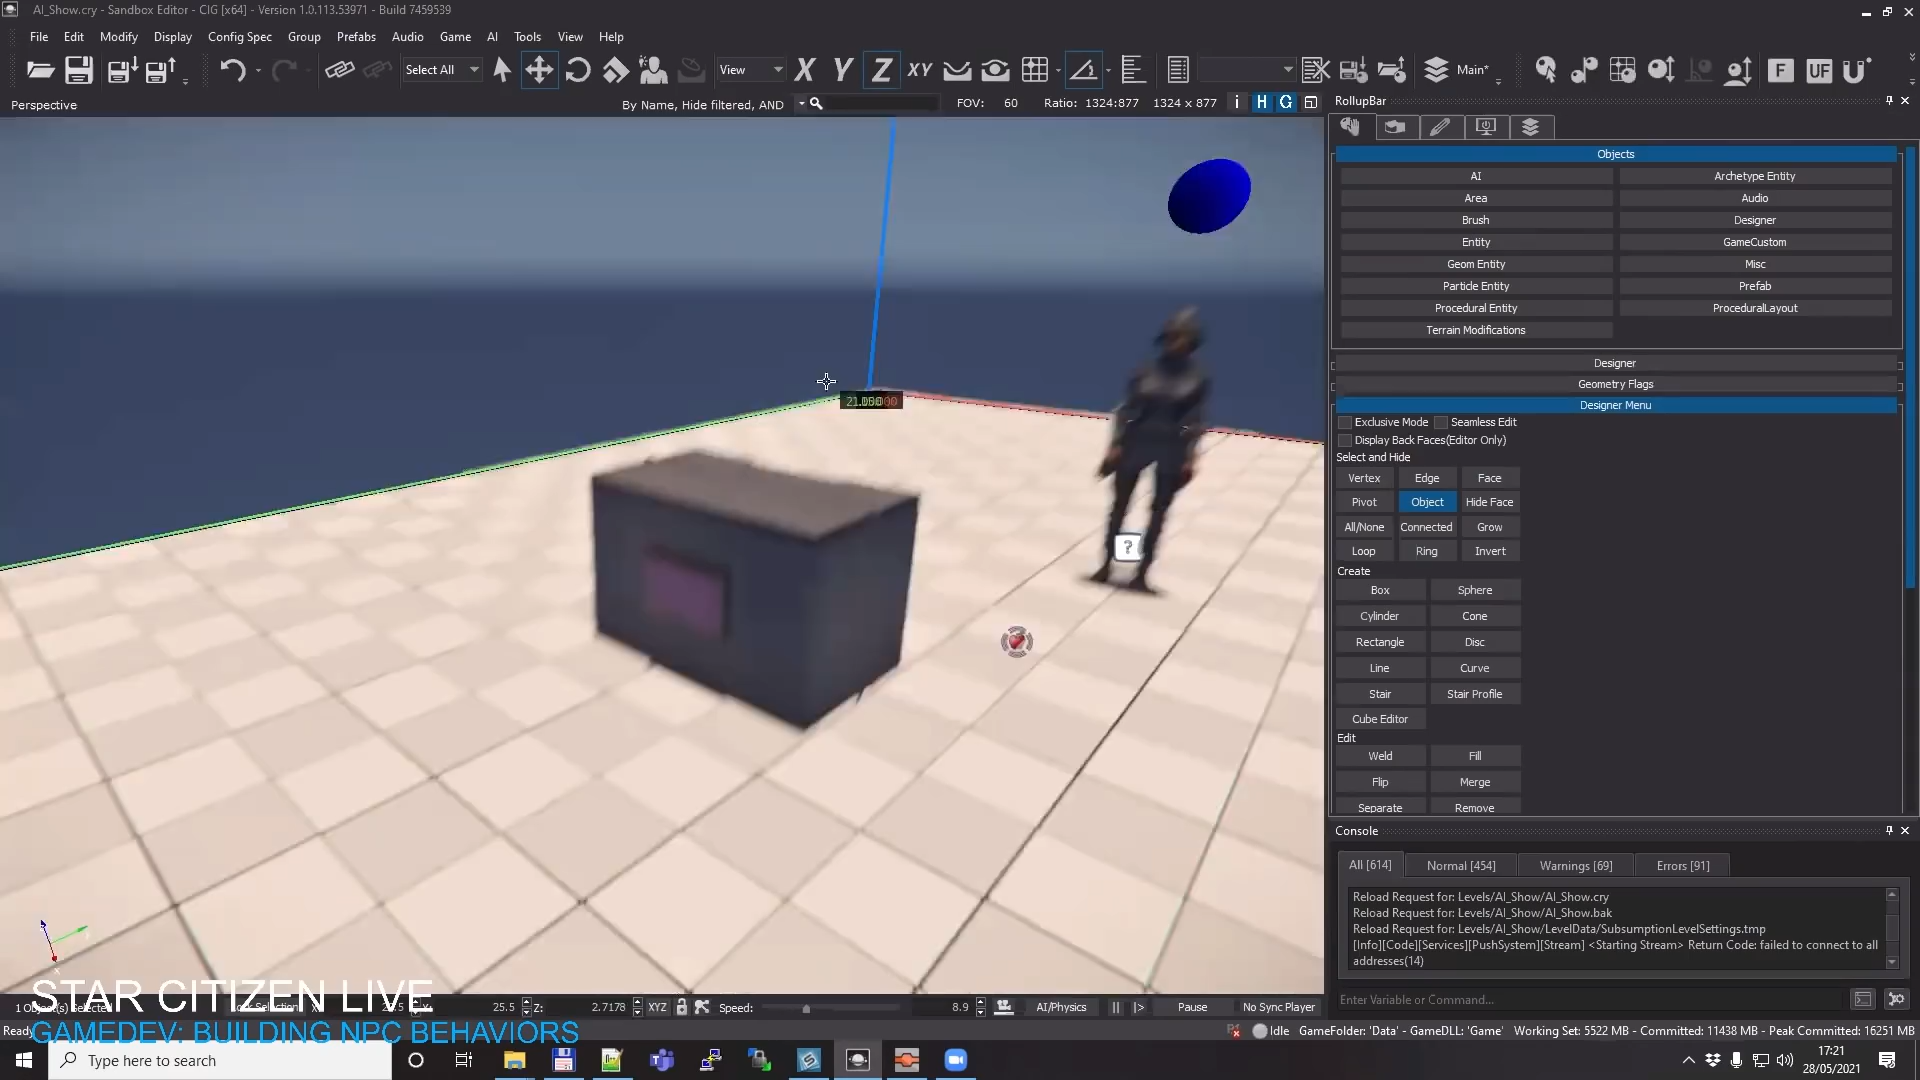 AI_Show.cry - Sandbox Editor - CIG [x64] - Version 1.0.113.53971 - Build 7459539
File Edit Modify Display Config Spec Group Prefabs Audio Game AI Tools View Help
Select All View X Y Z XY Main* F UF
Perspective By Name, Hide filtered, AND FOV: 60 Ratio: 1324:877 1324 x 877 i H G
RollupBar
Objects
AI Archetype Entity
Area Audio
Brush Designer
Entity GameCustom
Geom Entity Misc
Particle Entity Prefab
Procedural Entity ProceduralLayout
Terrain Modifications
Designer
Geometry Flags
Designer Menu
Exclusive Mode Seamless Edit
Display Back Faces(Editor Only)
Select and Hide
Vertex Edge Face
Pivot Object Hide Face
All/None Connected Grow
Loop Ring Invert
Create
Box Sphere
Cylinder Cone
Rectangle Disc
Line Curve
Stair Stair Profile
Cube Editor
Edit
Weld Fill
Flip Merge
Separate Remove
?
Console
All [614] Normal [454] Warnings [69] Errors [91]
Reload Request for: Levels/AI_Show/AI_Show.cry
Reload Request for: Levels/AI_Show/AI_Show.bak
Reload Request for: Levels/AI_Show/LevelData/SubsumptionLevelSettings.tmp
[Info][Code][Services][PushSystem][Stream] <Starting Stream> Return Code: failed to connect to all
addresses(14)
Enter Variable or Command...
STAR CITIZEN LIVE
GAMEDEV: BUILDING NPC BEHAVIORS
25.5 Z: 2.7178 XYZ Speed: 8.9 AI/Physics Pause No Sync Player
Idle GameFolder: 'Data' - GameDLL: 'Game' Working Set: 5522 MB - Committed: 11438 MB - Peak Committed: 16251 MB
Type here to search
17:21
28/05/2021